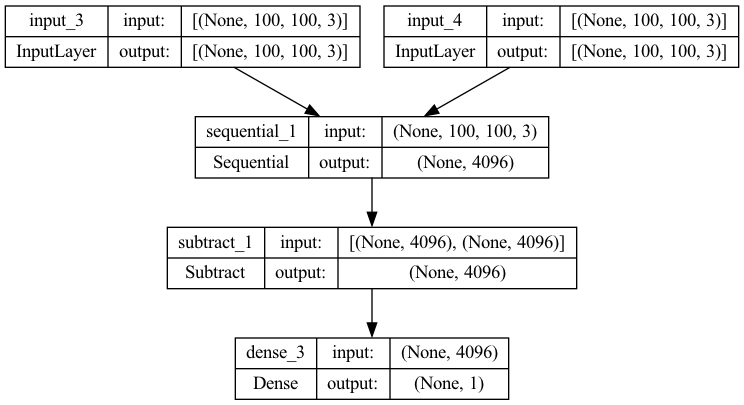 input_3 input: [(None, 100, 100, 3)]
InputLayer output: [(None, 100, 100, 3)]
input_4 input: [(None, 100, 100, 3)]
InputLayer output: [(None, 100, 100, 3)]
sequential_1 input: (None, 100, 100, 3)
Sequential output: (None, 4096)
subtract_1 input: [(None, 4096), (None, 4096)]
Subtract output: (None, 4096)
dense_3 input: (None, 4096)
Dense output: (None, 1)